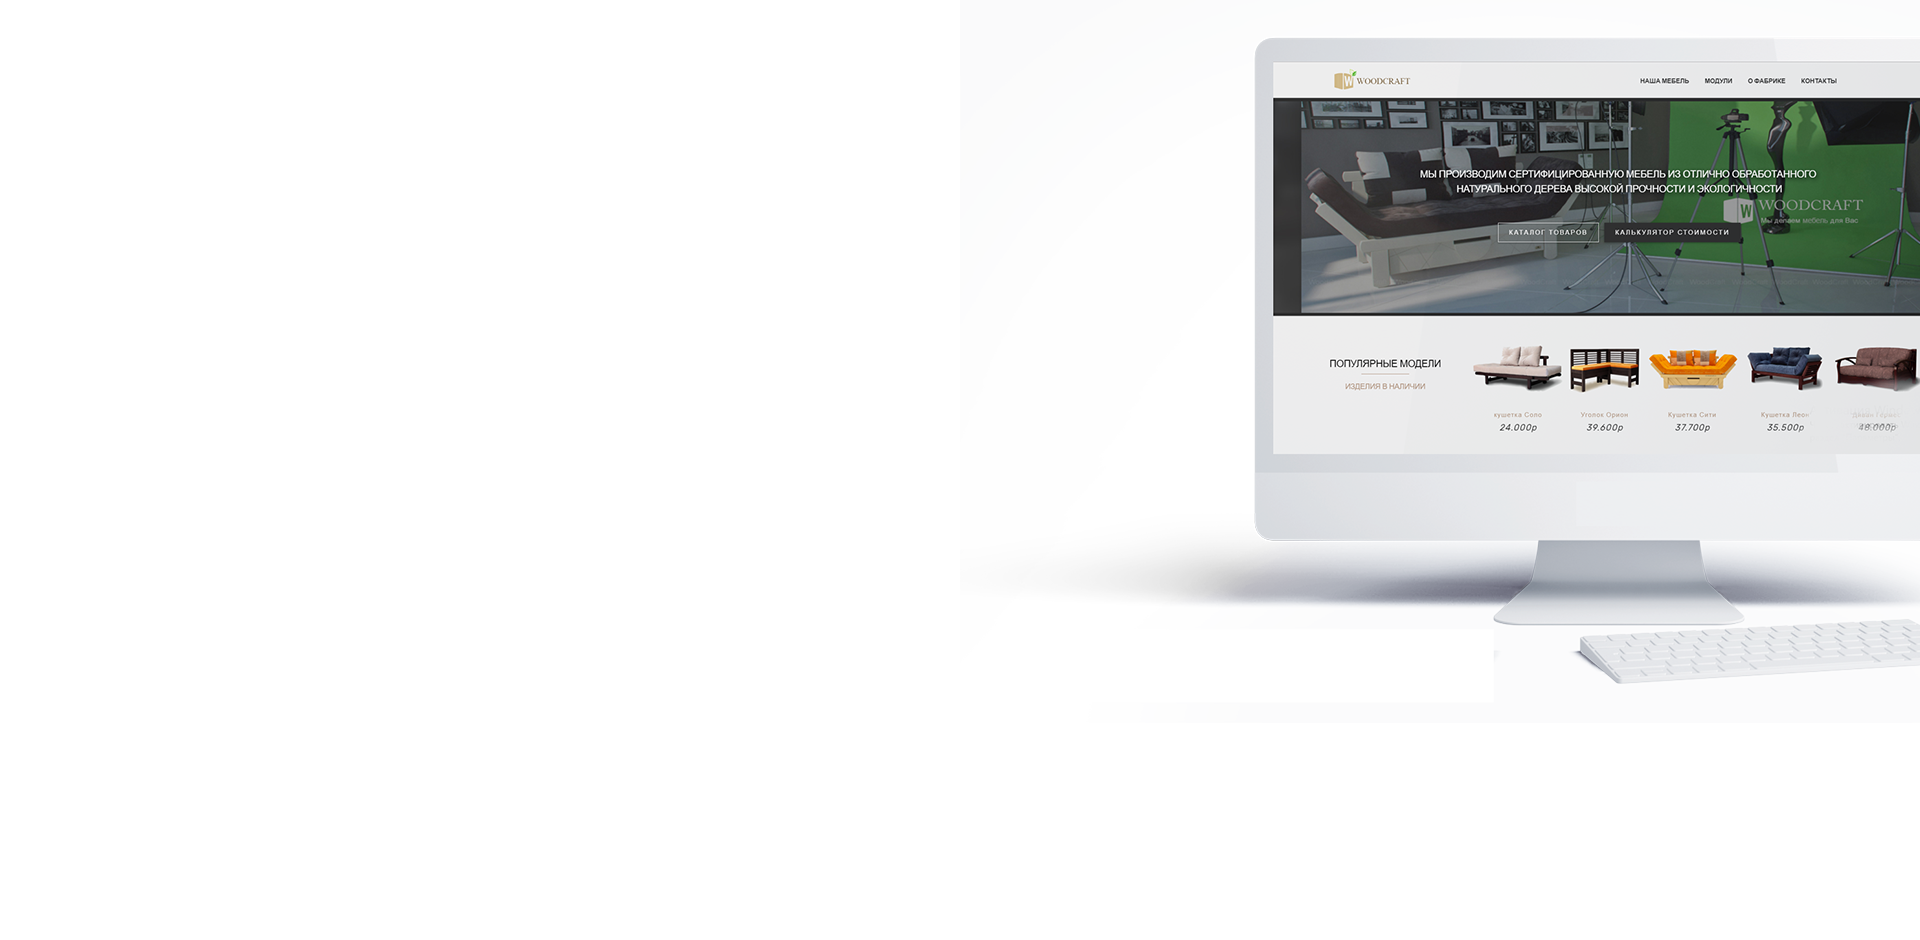 WOODCRAFT
НАША МЕБЕЛЬ МОДУЛИ О ФАБРИКЕ КОНТАКТЫ
МЫ ПРОИЗВОДИМ СЕРТИФИЦИРОВАННУЮ МЕБЕЛЬ ИЗ ОТЛИЧНО ОБРАБОТАННОГО
НАТУРАЛЬНОГО ДЕРЕВА ВЫСОКОЙ ПРОЧНОСТИ И ЭКОЛОГИЧНОСТИ
WOODCRAFT
Мы делаем мебель для Вас
КАТАЛОГ ТОВАРОВ КАЛЬКУЛЯТОР СТОИМОСТИ
ПОПУЛЯРНЫЕ МОДЕЛИ
ИЗДЕЛИЯ В НАЛИЧИИ
кушетка Соло Уголок Орион Кушетка Сити Кушетка Леон
24.000р 39.600р 37.700р 35.500р 48.000р